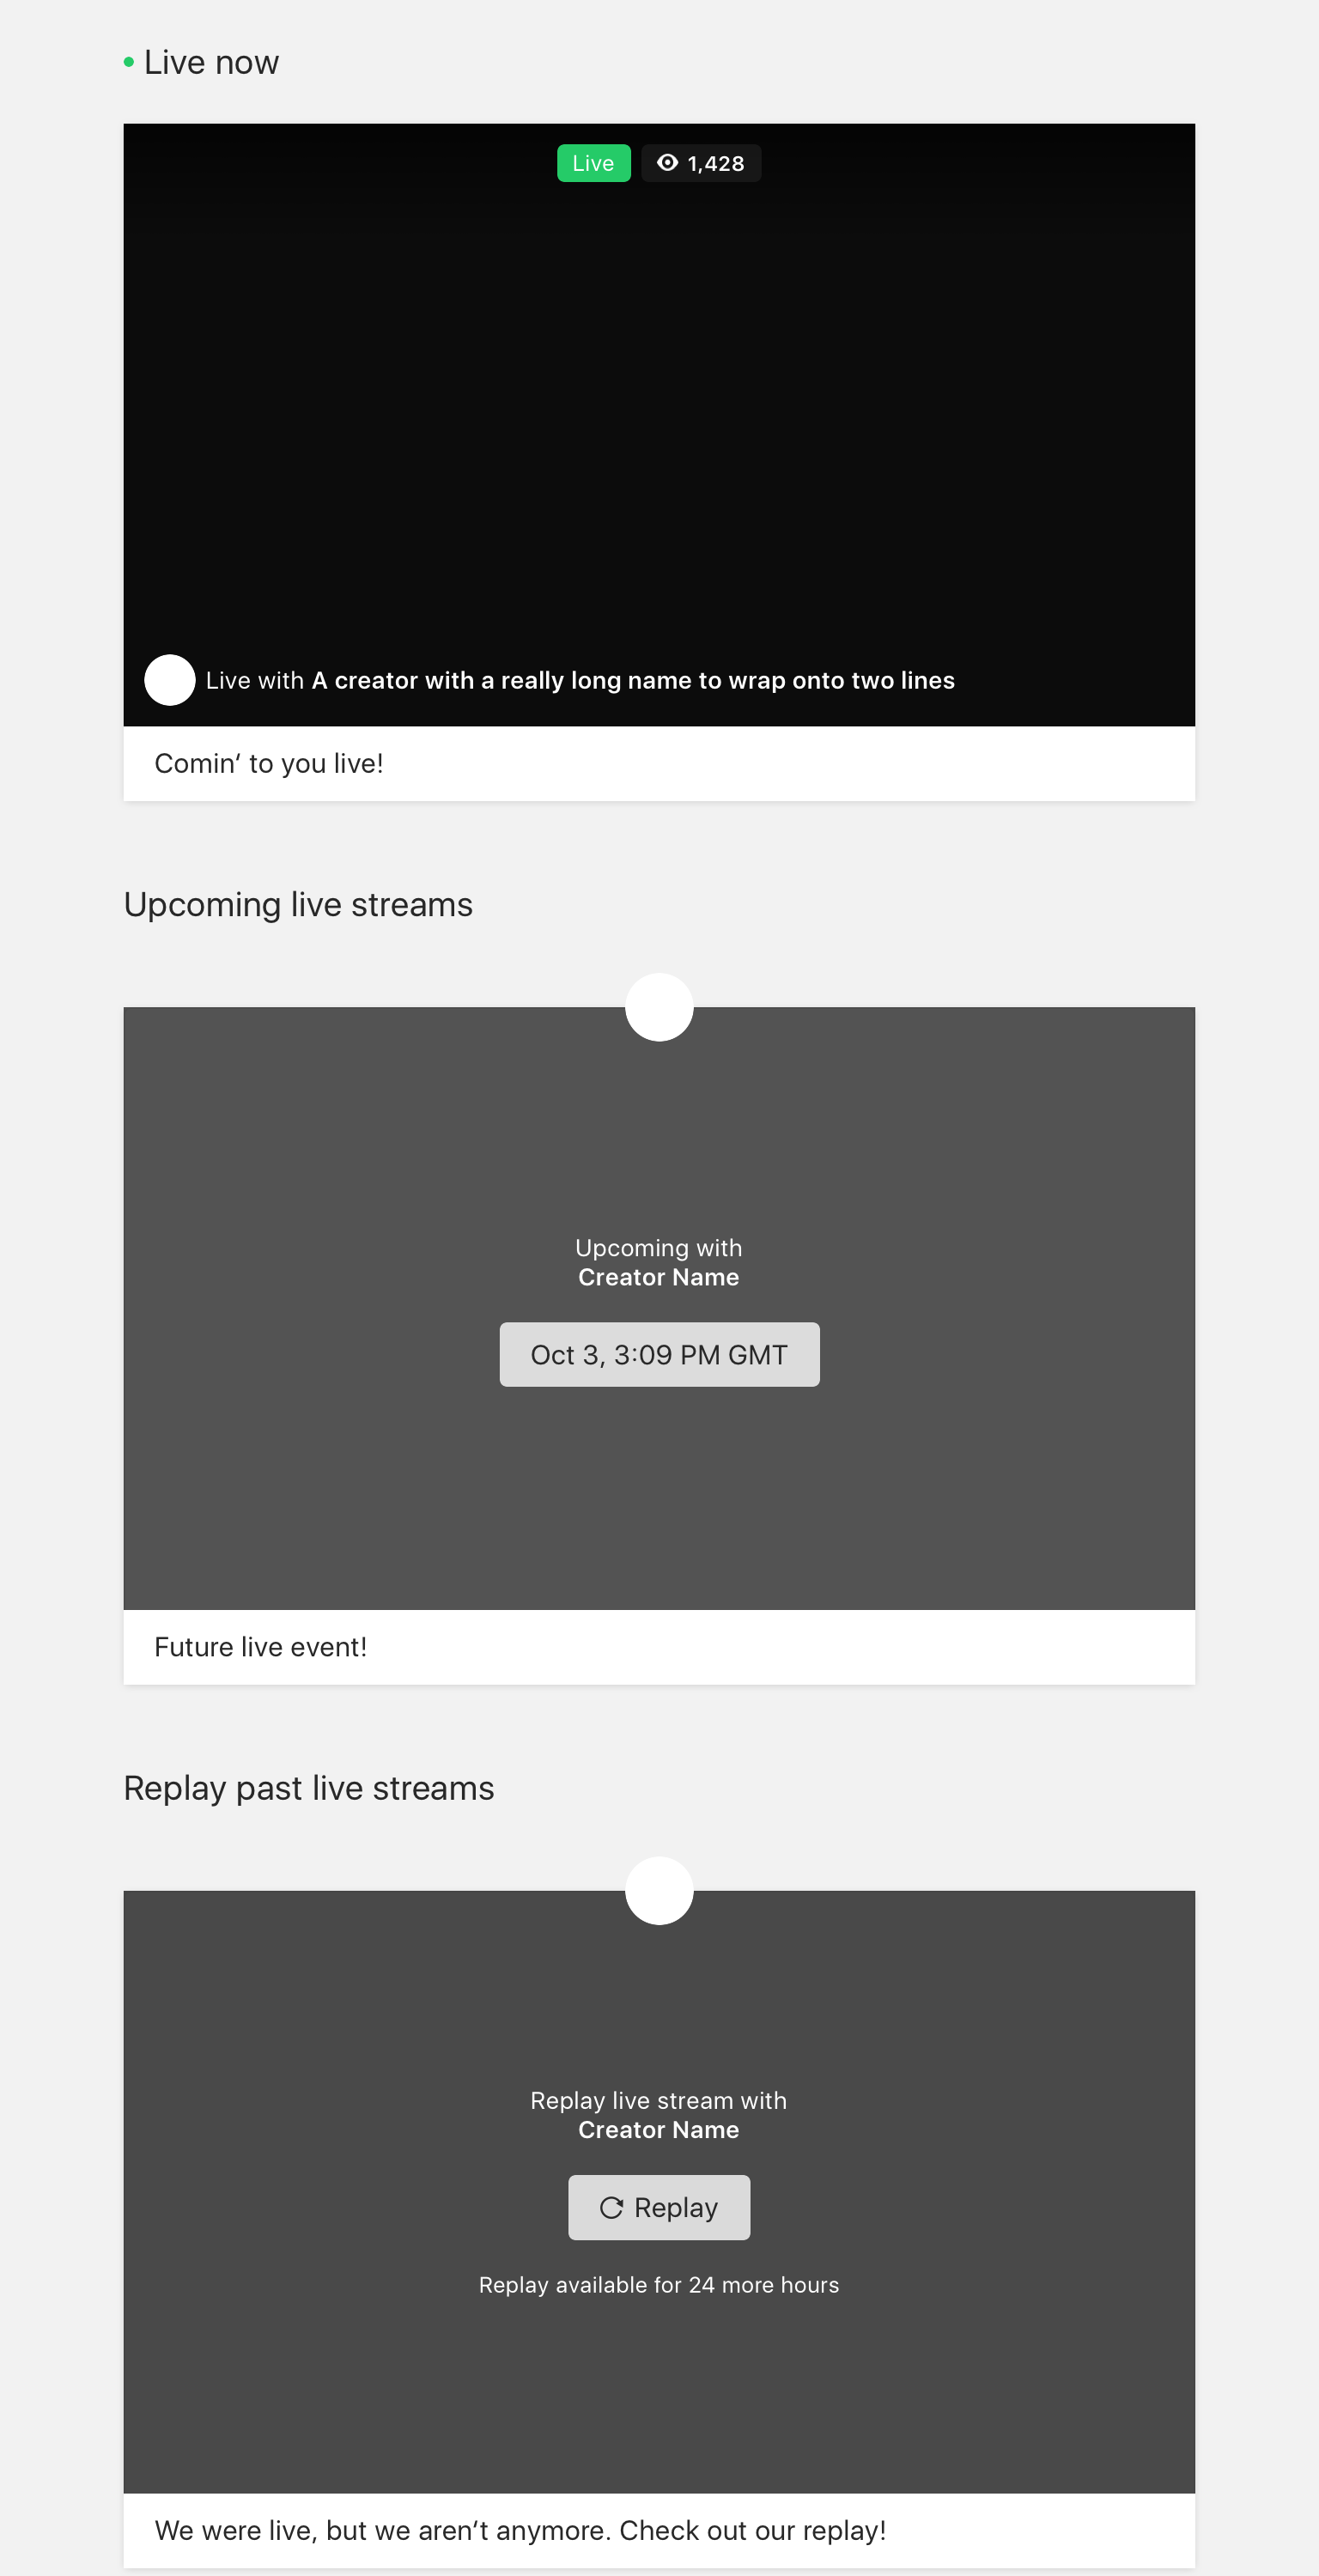 Live now
Live 1,428
Live with A creator with a really long name to wrap onto two lines
Comin’ to you live!
Upcoming live streams
Upcoming with
Creator Name
Oct 3, 3:09 PM GMT
Future live event!
Replay past live streams
Replay live stream with
Creator Name
Replay
Replay available for 24 more hours
We were live, but we aren’t anymore. Check out our replay!